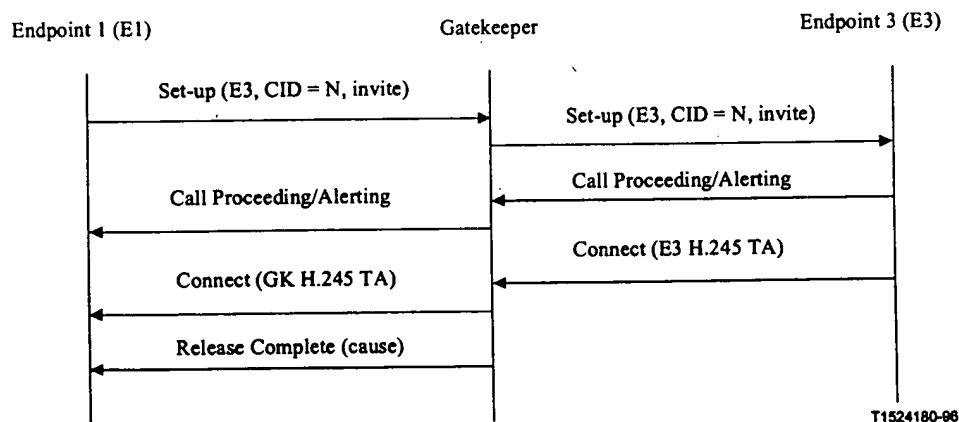 Endpoint 1 (E1)
Gatekeeper
Endpoint 3 (E3)
Set-up (E3, CID = N, invite)
Set-up (E3, CID = N, invite)
Call Proceeding/Alerting
Call Proceeding/Alerting
Connect (E3 H.245 TA)
Connect (GK H.245 TA)
Release Complete (cause)
T1524180-96